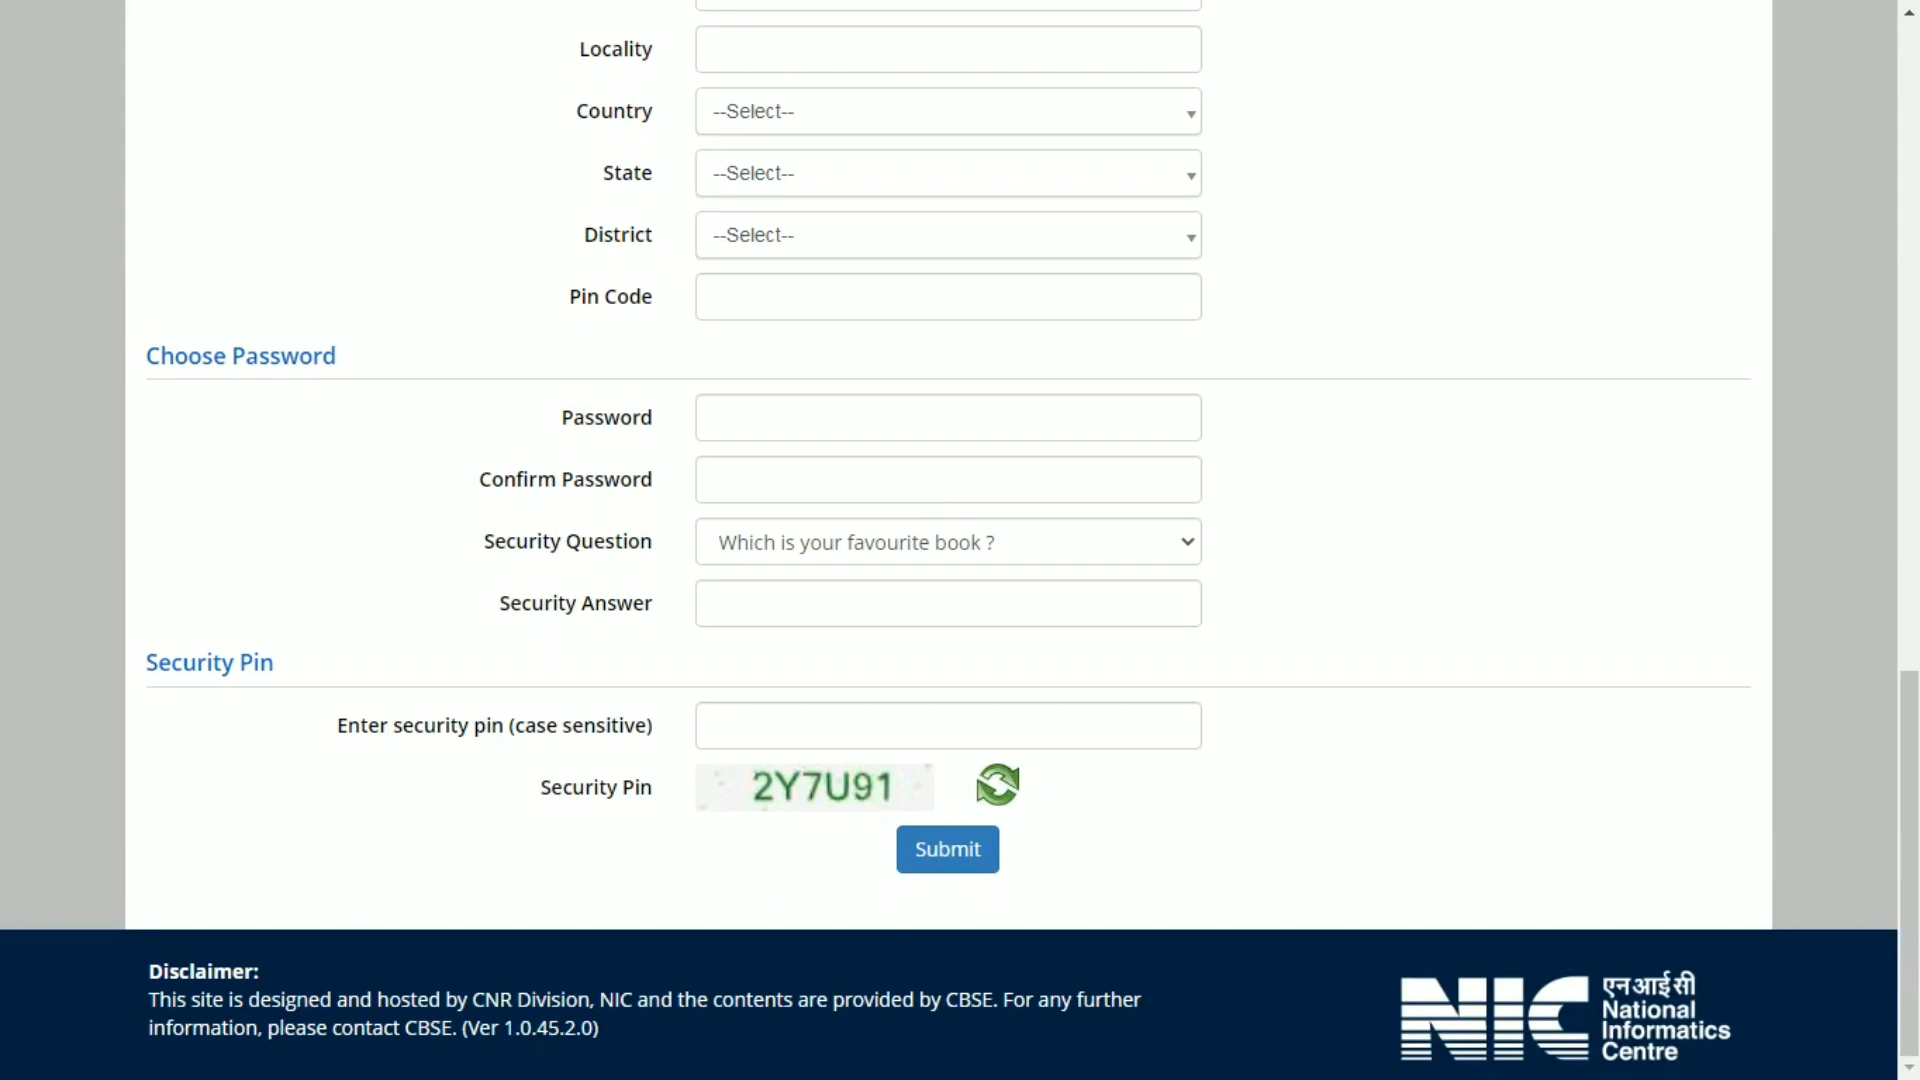 Locality
Country --Select--
State --Select--
District --Select--
Pin Code
Choose Password
Password
Confirm Password
Security Question Which is your favourite book ?
Security Answer
Security Pin
Enter security pin (case sensitive)
Security Pin 2Y7U91
Submit
Disclaimer:
This site is designed and hosted by CNR Division, NIC and the contents are provided by CBSE. For any further
information, please contact CBSE. (Ver 1.0.45.2.0)
NIC
एनआईसी
National
Informatics
Centre